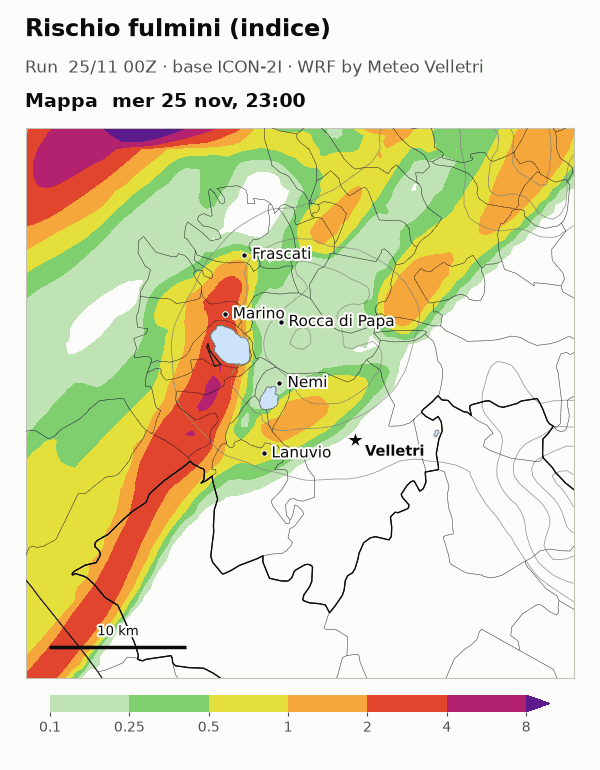 Rischio fulmini (indice)
Run  25/11 00Z · base ICON-2I · WRF by Meteo Velletri
Mappa  mer 25 nov, 23:00
Frascati
Marino
Rocca di Papa
Nemi
Velletri
Lanuvio
10 km
0.1 0.25 0.5 1 2 4 8